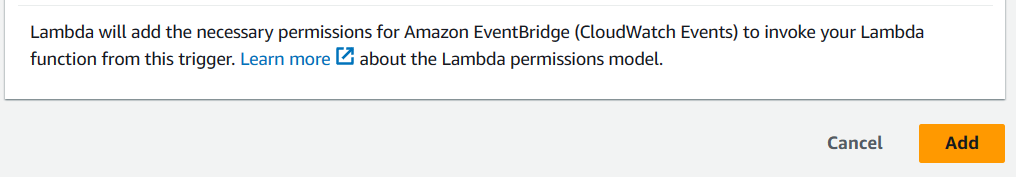 Lambda will add the necessary permissions for Amazon EventBridge (CloudWatch Events) to invoke your Lambda
function from this trigger. Learn more about the Lambda permissions model.
Cancel Add